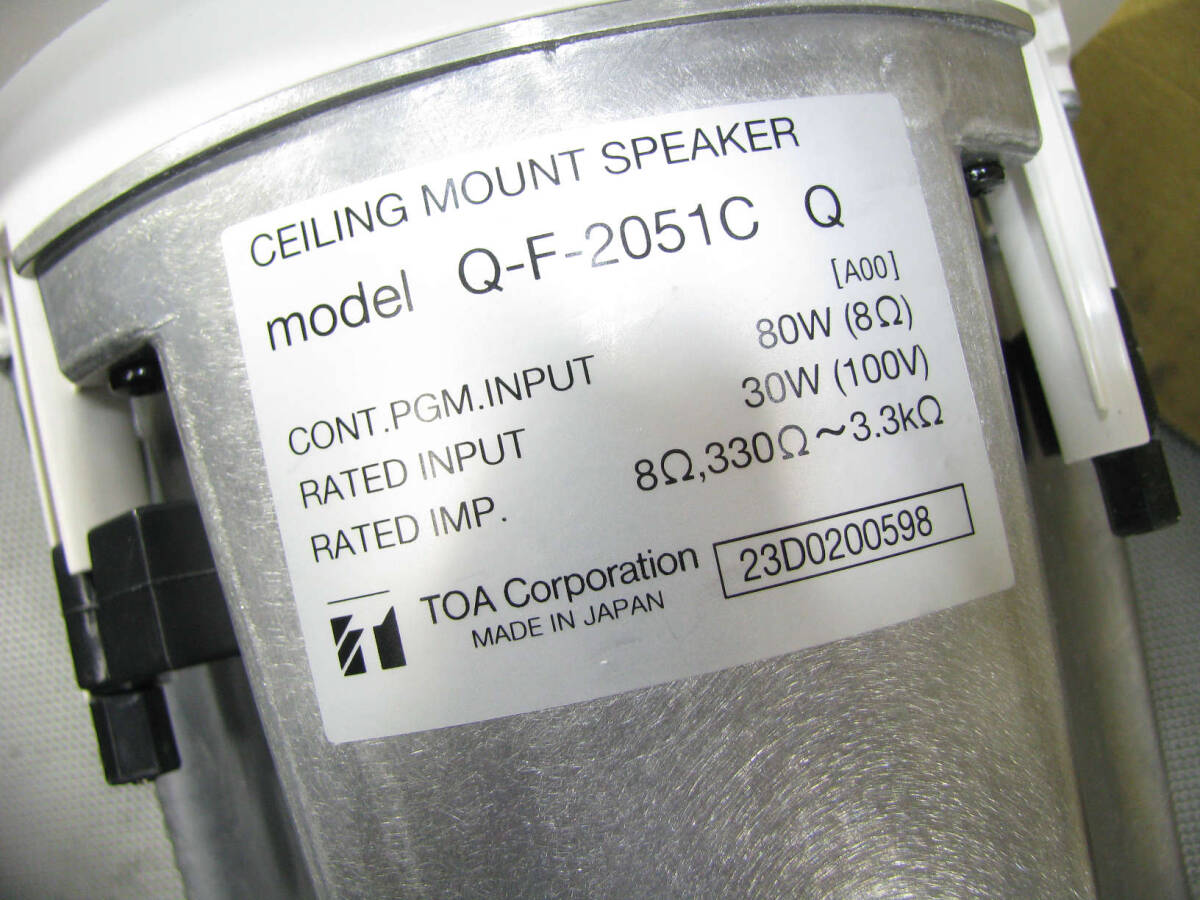 CEILING MOUNT SPEAKER
model Q-F-2051C Q
[A00]
CONT.PGM.INPUT 80W (8Ω)
RATED INPUT 30W (100V)
RATED IMP. 8Ω,330Ω～3.3kΩ
TOA Corporation 23D0200598
MADE IN JAPAN